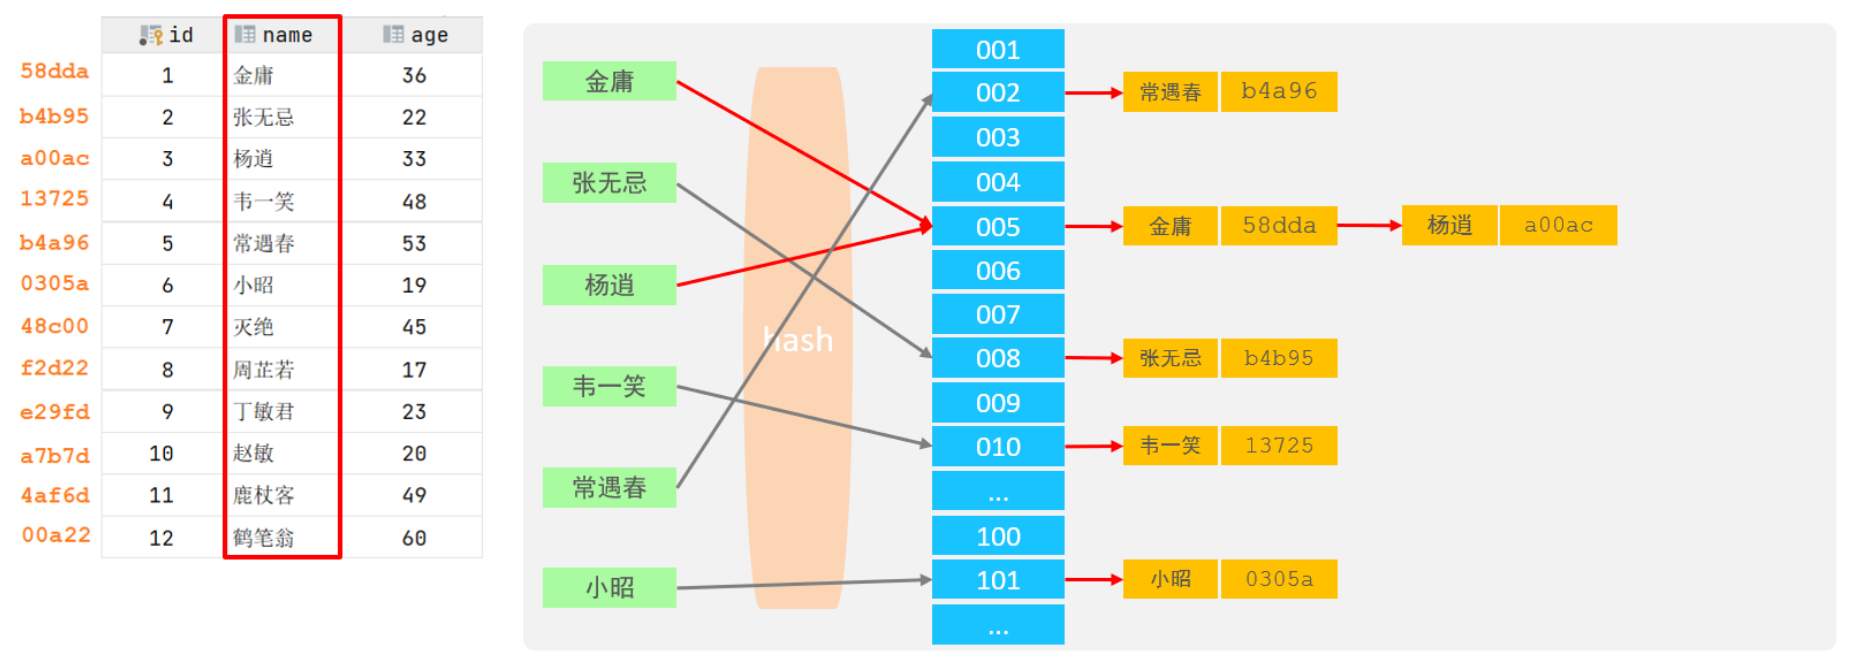 id name age
58dda 1 金庸 36
b4b95 2 张无忌 22
a00ac 3 杨逍 33
13725 4 韦一笑 48
b4a96 5 常遇春 53
0305a 6 小昭 19
48c00 7 灭绝 45
f2d22 8 周芷若 17
e29fd 9 丁敏君 23
a7b7d 10 赵敏 20
4af6d 11 鹿杖客 49
00a22 12 鹤笔翁 60
金庸
张无忌
杨逍
韦一笑
常遇春
小昭
hash
001
002 常遇春 b4a96
003
004
005 金庸 58dda 杨逍 a00ac
006
007
008 张无忌 b4b95
009
010 韦一笑 13725
...
100
101 小昭 0305a
...